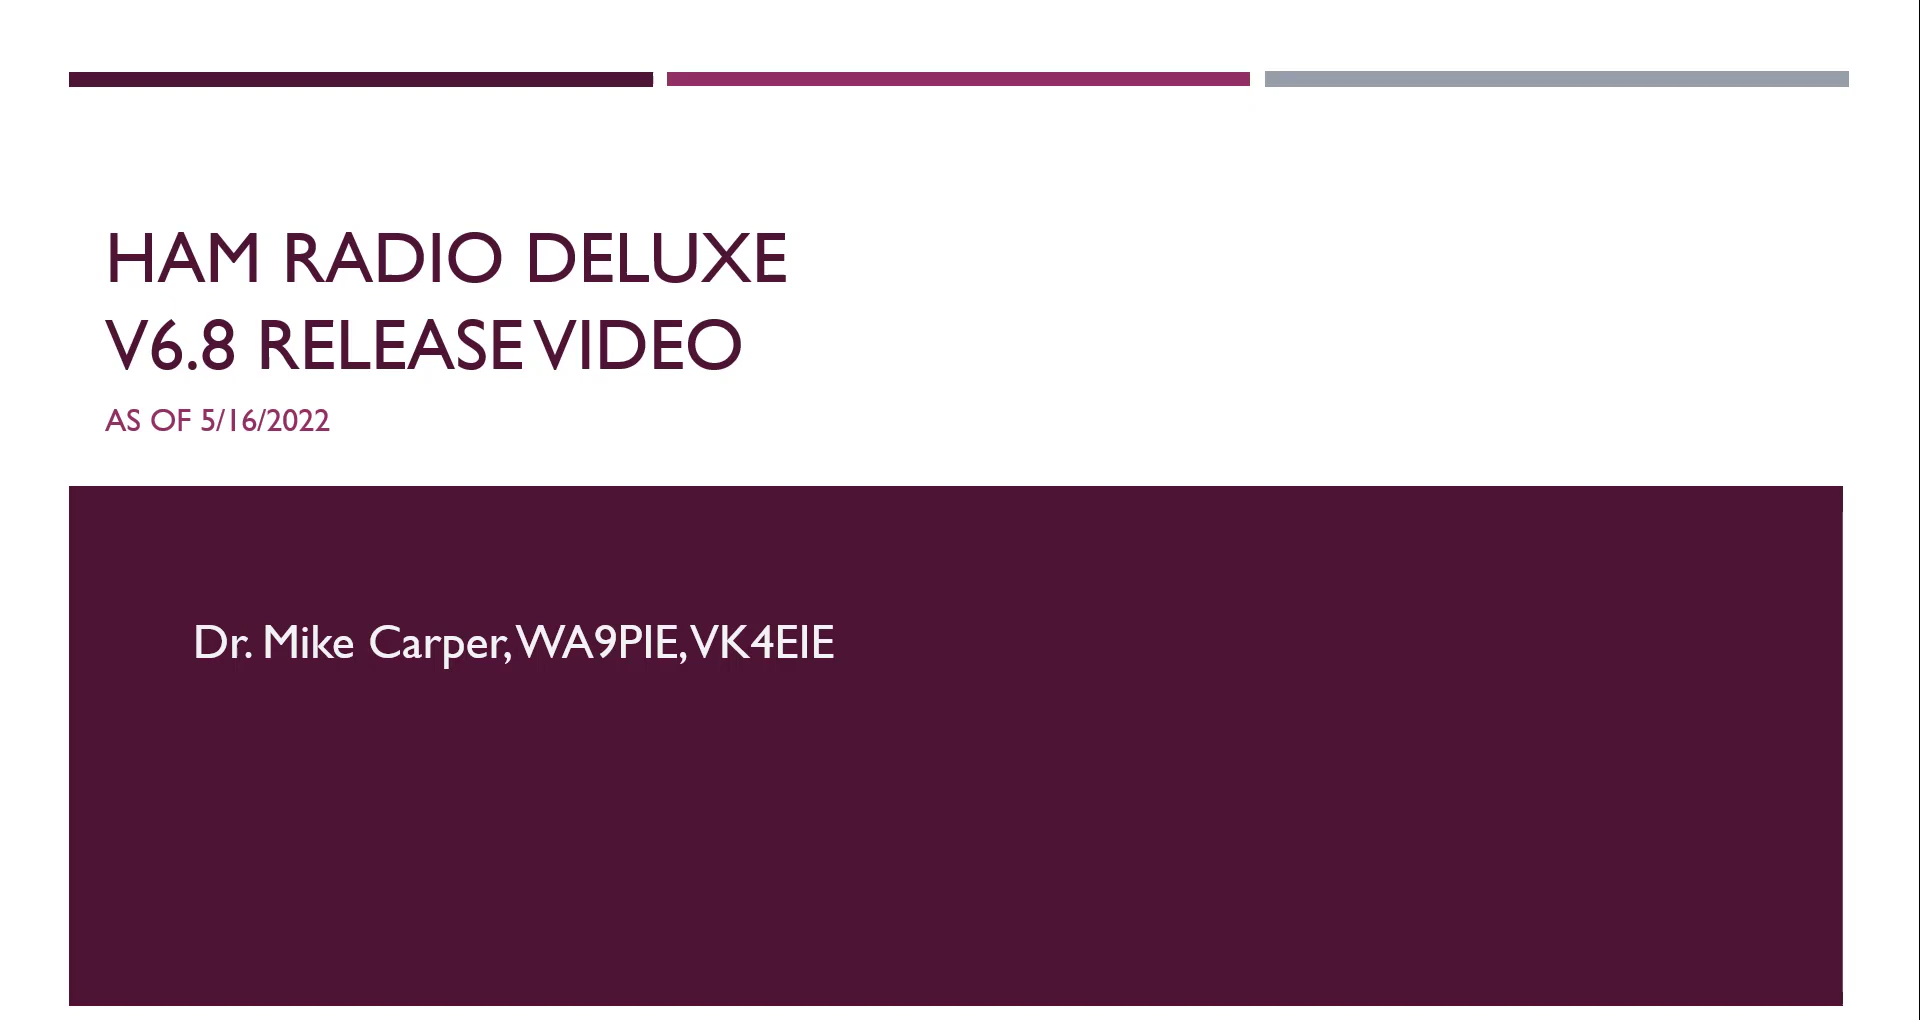 HAM RADIO DELUXE
V6.8 RELEASE VIDEO
AS OF 5/16/2022
Dr. Mike Carper, WA9PIE, VK4EIE